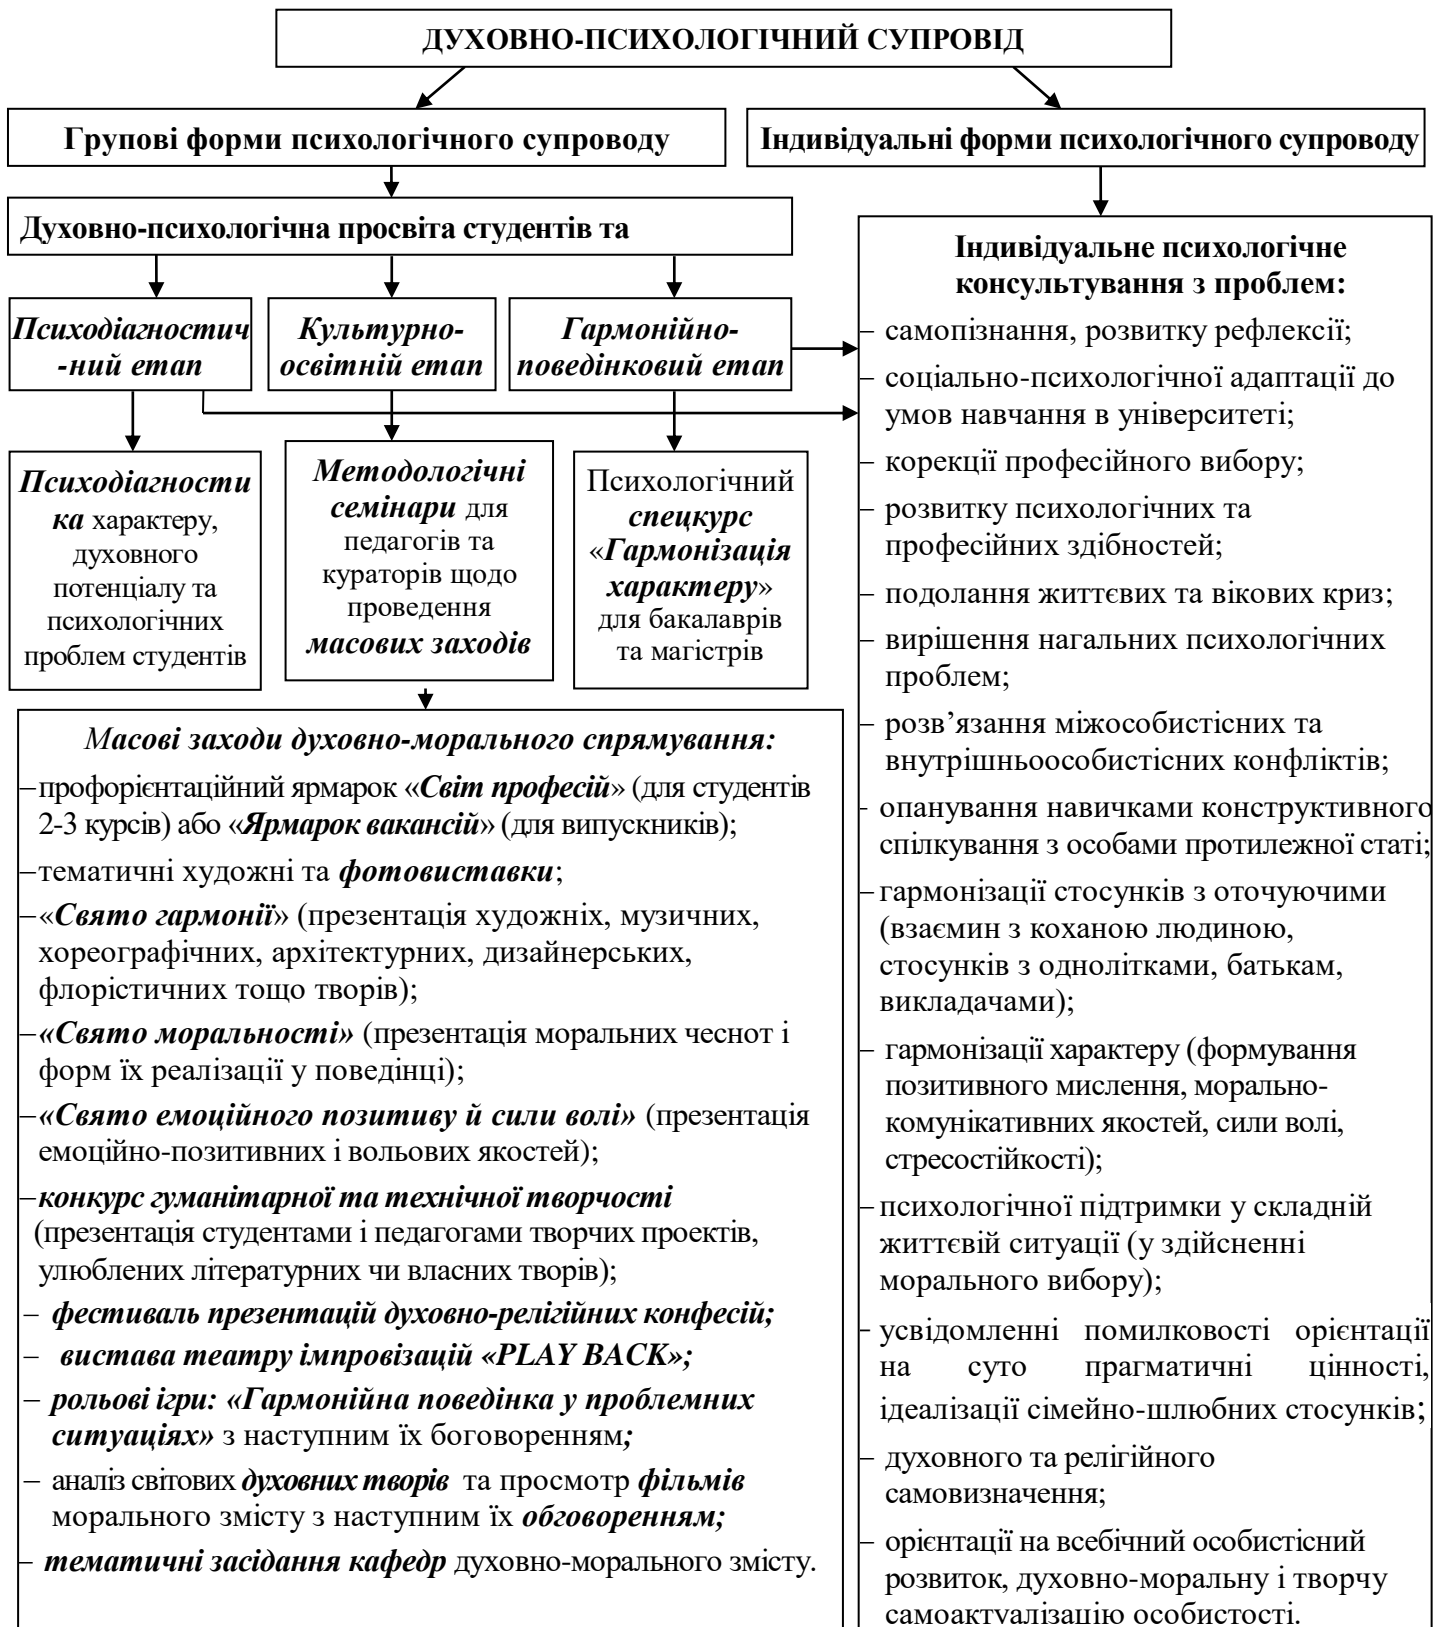 ДУХОВНО-ПСИХОЛОГІЧНИЙ СУПРОВІД
Групові форми психологічного супроводу
Індивідуальні форми психологічного супроводу
Духовно-психологічна просвіта студентів та
Психодіагностич
-ний етап
Культурно-
освітній етап
Гармонійно-
поведінковий етап
Психодіагности
ка характеру,
духовного
потенціалу та
психологічних
проблем студентів
Методологічні
семінари для
педагогів та
кураторів щодо
проведення
масових заходів
Психологічний
спецкурс
«Гармонізація
характеру»
для бакалаврів
та магістрів
Масові заходи духовно-морального спрямування:
– профорієнтаційний ярмарок «Світ професій» (для студентів
2-3 курсів) або «Ярмарок вакансій» (для випускників);
– тематичні художні та фотовиставки;
– «Свято гармонії» (презентація художніх, музичних,
хореографічних, архітектурних, дизайнерських,
флористичних тощо творів);
– «Свято моральності» (презентація моральних чеснот і
форм їх реалізації у поведінці);
– «Свято емоційного позитиву й сили волі» (презентація
емоційно-позитивних і вольових якостей);
– конкурс гуманітарної та технічної творчості
(презентація студентами і педагогами творчих проектів,
улюблених літературних чи власних творів);
– фестиваль презентацій духовно-релігійних конфесій;
– вистава театру імпровізацій «PLAY BACK»;
– рольові ігри: «Гармонійна поведінка у проблемних
ситуаціях» з наступним їх боговоренням;
– аналіз світових духовних творів та просмотр фільмів
морального змісту з наступним їх обговоренням;
– тематичні засідання кафедр духовно-морального змісту.
Індивідуальне психологічне
консультування з проблем:
– самопізнання, розвитку рефлексії;
– соціально-психологічної адаптації до
умов навчання в університеті;
– корекції професійного вибору;
– розвитку психологічних та
професійних здібностей;
– подолання життєвих та вікових криз;
– вирішення нагальних психологічних
проблем;
– розв’язання міжособистісних та
внутрішньоособистісних конфліктів;
– опанування навичками конструктивного
спілкування з особами протилежної статі;
– гармонізації стосунків з оточуючими
(взаємин з коханою людиною,
стосунків з однолітками, батькам,
викладачами);
– гармонізації характеру (формування
позитивного мислення, морально-
комунікативних якостей, сили волі,
стресостійкості);
– психологічної підтримки у складній
життєвій ситуації (у здійсненні
морального вибору);
– усвідомленні помилковості орієнтації
на суто прагматичні цінності,
ідеалізації сімейно-шлюбних стосунків;
– духовного та релігійного
самовизначення;
– орієнтації на всебічний особистісний
розвиток, духовно-моральну і творчу
самоактуалізацію особистості.